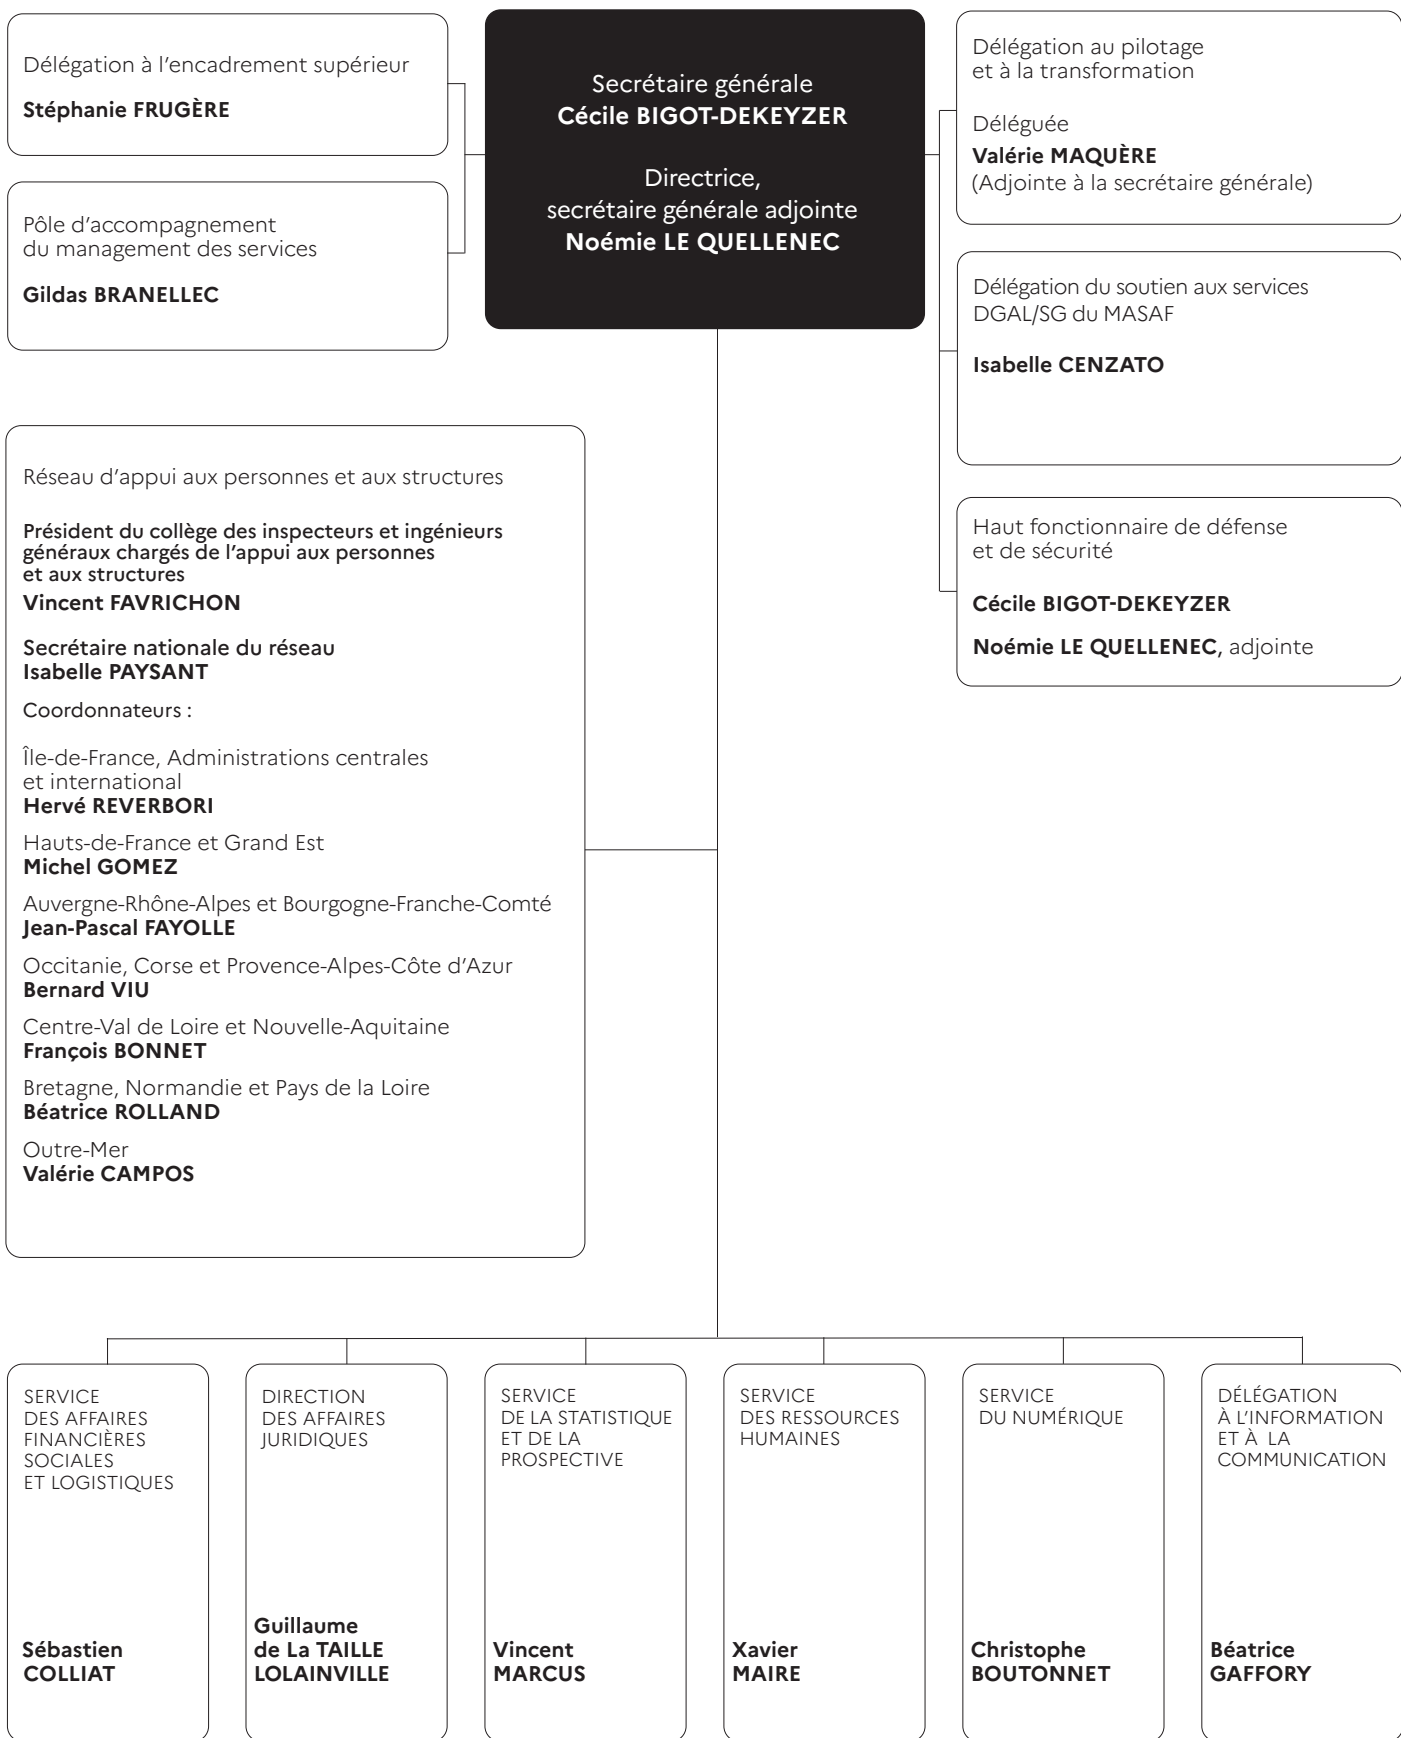 Délégation à l'encadrement supérieur
Stéphanie FRUGÈRE
Pôle d'accompagnement
du management des services
Gildas BRANELLEC
Secrétaire générale
Cécile BIGOT-DEKEYZER
Directrice,
secrétaire générale adjointe
Noémie LE QUELLENEC
Délégation au pilotage
et à la transformation
Déléguée
Valérie MAQUÈRE
(Adjointe à la secrétaire générale)
Délégation du soutien aux services
DGAL/SG du MASAF
Isabelle CENZATO
Haut fonctionnaire de défense
et de sécurité
Cécile BIGOT-DEKEYZER
Noémie LE QUELLENEC, adjointe
Réseau d'appui aux personnes et aux structures
Président du collège des inspecteurs et ingénieurs
généraux chargés de l'appui aux personnes
et aux structures
Vincent FAVRICHON
Secrétaire nationale du réseau
Isabelle PAYSANT
Coordonnateurs :
Île-de-France, Administrations centrales
et international
Hervé REVERBORI
Hauts-de-France et Grand Est
Michel GOMEZ
Auvergne-Rhône-Alpes et Bourgogne-Franche-Comté
Jean-Pascal FAYOLLE
Occitanie, Corse et Provence-Alpes-Côte d'Azur
Bernard VIU
Centre-Val de Loire et Nouvelle-Aquitaine
François BONNET
Bretagne, Normandie et Pays de la Loire
Béatrice ROLLAND
Outre-Mer
Valérie CAMPOS
SERVICE
DES AFFAIRES
FINANCIÈRES
SOCIALES
ET LOGISTIQUES
Sébastien
COLLIAT
DIRECTION
DES AFFAIRES
JURIDIQUES
Guillaume
de La TAILLE
LOLAINVILLE
SERVICE
DE LA STATISTIQUE
ET DE LA
PROSPECTIVE
Vincent
MARCUS
SERVICE
DES RESSOURCES
HUMAINES
Xavier
MAIRE
SERVICE
DU NUMÉRIQUE
Christophe
BOUTONNET
DÉLÉGATION
À L'INFORMATION
ET À LA
COMMUNICATION
Béatrice
GAFFORY